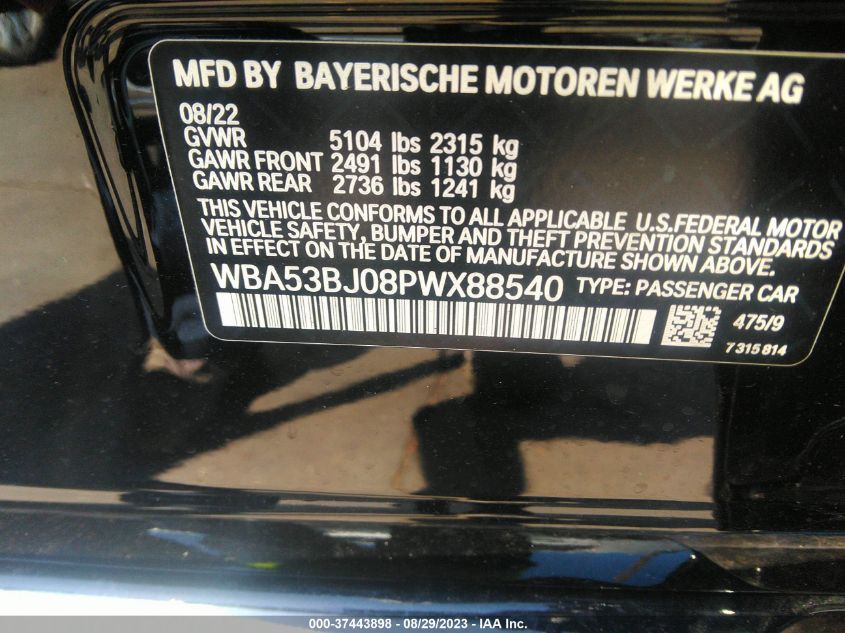 MFD BY BAYERISCHE MOTOREN WERKE AG
08/22
GVWR 5104 lbs 2315 kg
GAWR FRONT 2491 lbs 1130 kg
GAWR REAR 2736 lbs 1241 kg
THIS VEHICLE CONFORMS TO ALL APPLICABLE U.S.FEDERAL MOTOR
VEHICLE SAFETY, BUMPER AND THEFT PREVENTION STANDARDS
IN EFFECT ON THE DATE OF MANUFACTURE SHOWN ABOVE.
WBA53BJ08PWX88540 TYPE: PASSENGER CAR
475/9
7 315 814
000-37443898 - 08/29/2023 - © IAA Inc.